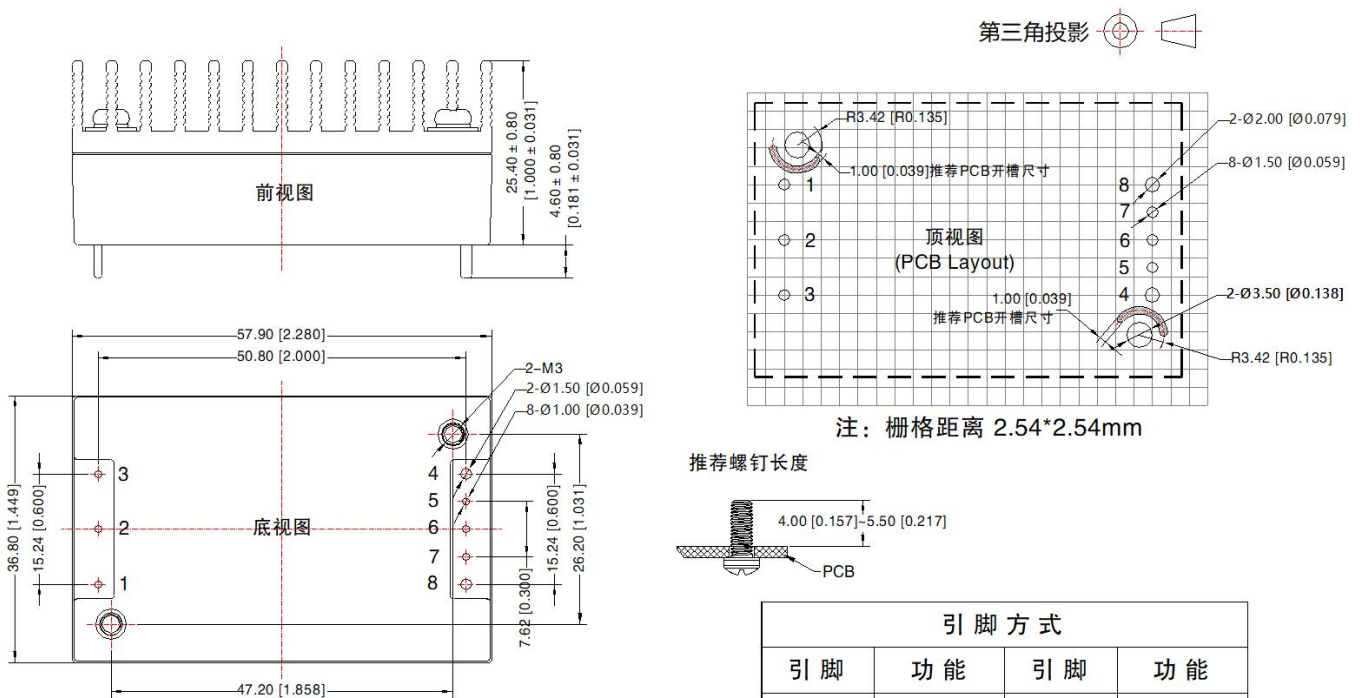 第三角投影
25.40 ± 0.80
[1.000 ± 0.031]
4.60 ± 0.80
[0.181 ± 0.031]
前视图
R3.42 [R0.135]
1.00 [0.039]推荐PCB开槽尺寸
2-Ø2.00 [Ø0.079]
8-Ø1.50 [Ø0.059]
1
2
3
8
7
6
5
4
顶视图
(PCB Layout)
1.00 [0.039]
推荐PCB开槽尺寸
2-Ø3.50 [Ø0.138]
R3.42 [R0.135]
注：栅格距离 2.54*2.54mm
57.90 [2.280]
50.80 [2.000]
2-M3
2-Ø1.50 [Ø0.059]
8-Ø1.00 [Ø0.039]
36.80 [1.449]
15.24 [0.600]
3
2
1
底视图
4
5
6
7
8
7.62 [0.300]
15.24 [0.600]
26.20 [1.031]
47.20 [1.858]
推荐螺钉长度
4.00 [0.157]~5.50 [0.217]
PCB
引脚方式
引脚 功能 引脚 功能